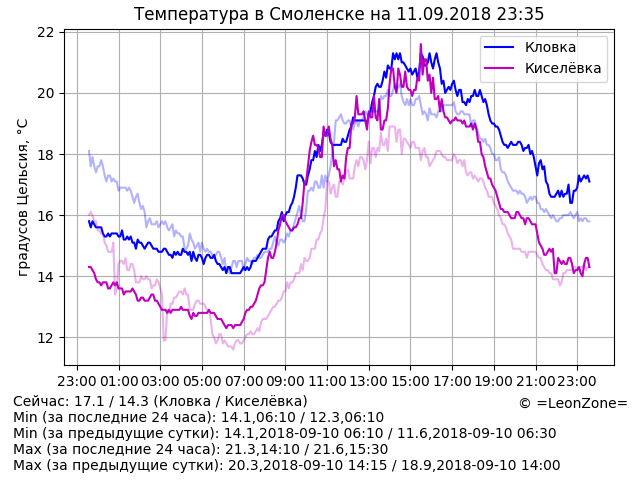 Температура в Смоленске на 11.09.2018 23:35
Кловка
Киселёвка
градусов Цельсия, °C
22
20
18
16
14
12
23:00 01:00 03:00 05:00 07:00 09:00 11:00 13:00 15:00 17:00 19:00 21:00 23:00
Сейчас: 17.1 / 14.3 (Кловка / Киселёвка)
© =LeonZone=
Min (за последние 24 часа): 14.1,06:10 / 12.3,06:10
Min (за предыдущие сутки): 14.1,2018-09-10 06:10 / 11.6,2018-09-10 06:30
Max (за последние 24 часа): 21.3,14:10 / 21.6,15:30
Max (за предыдущие сутки): 20.3,2018-09-10 14:15 / 18.9,2018-09-10 14:00